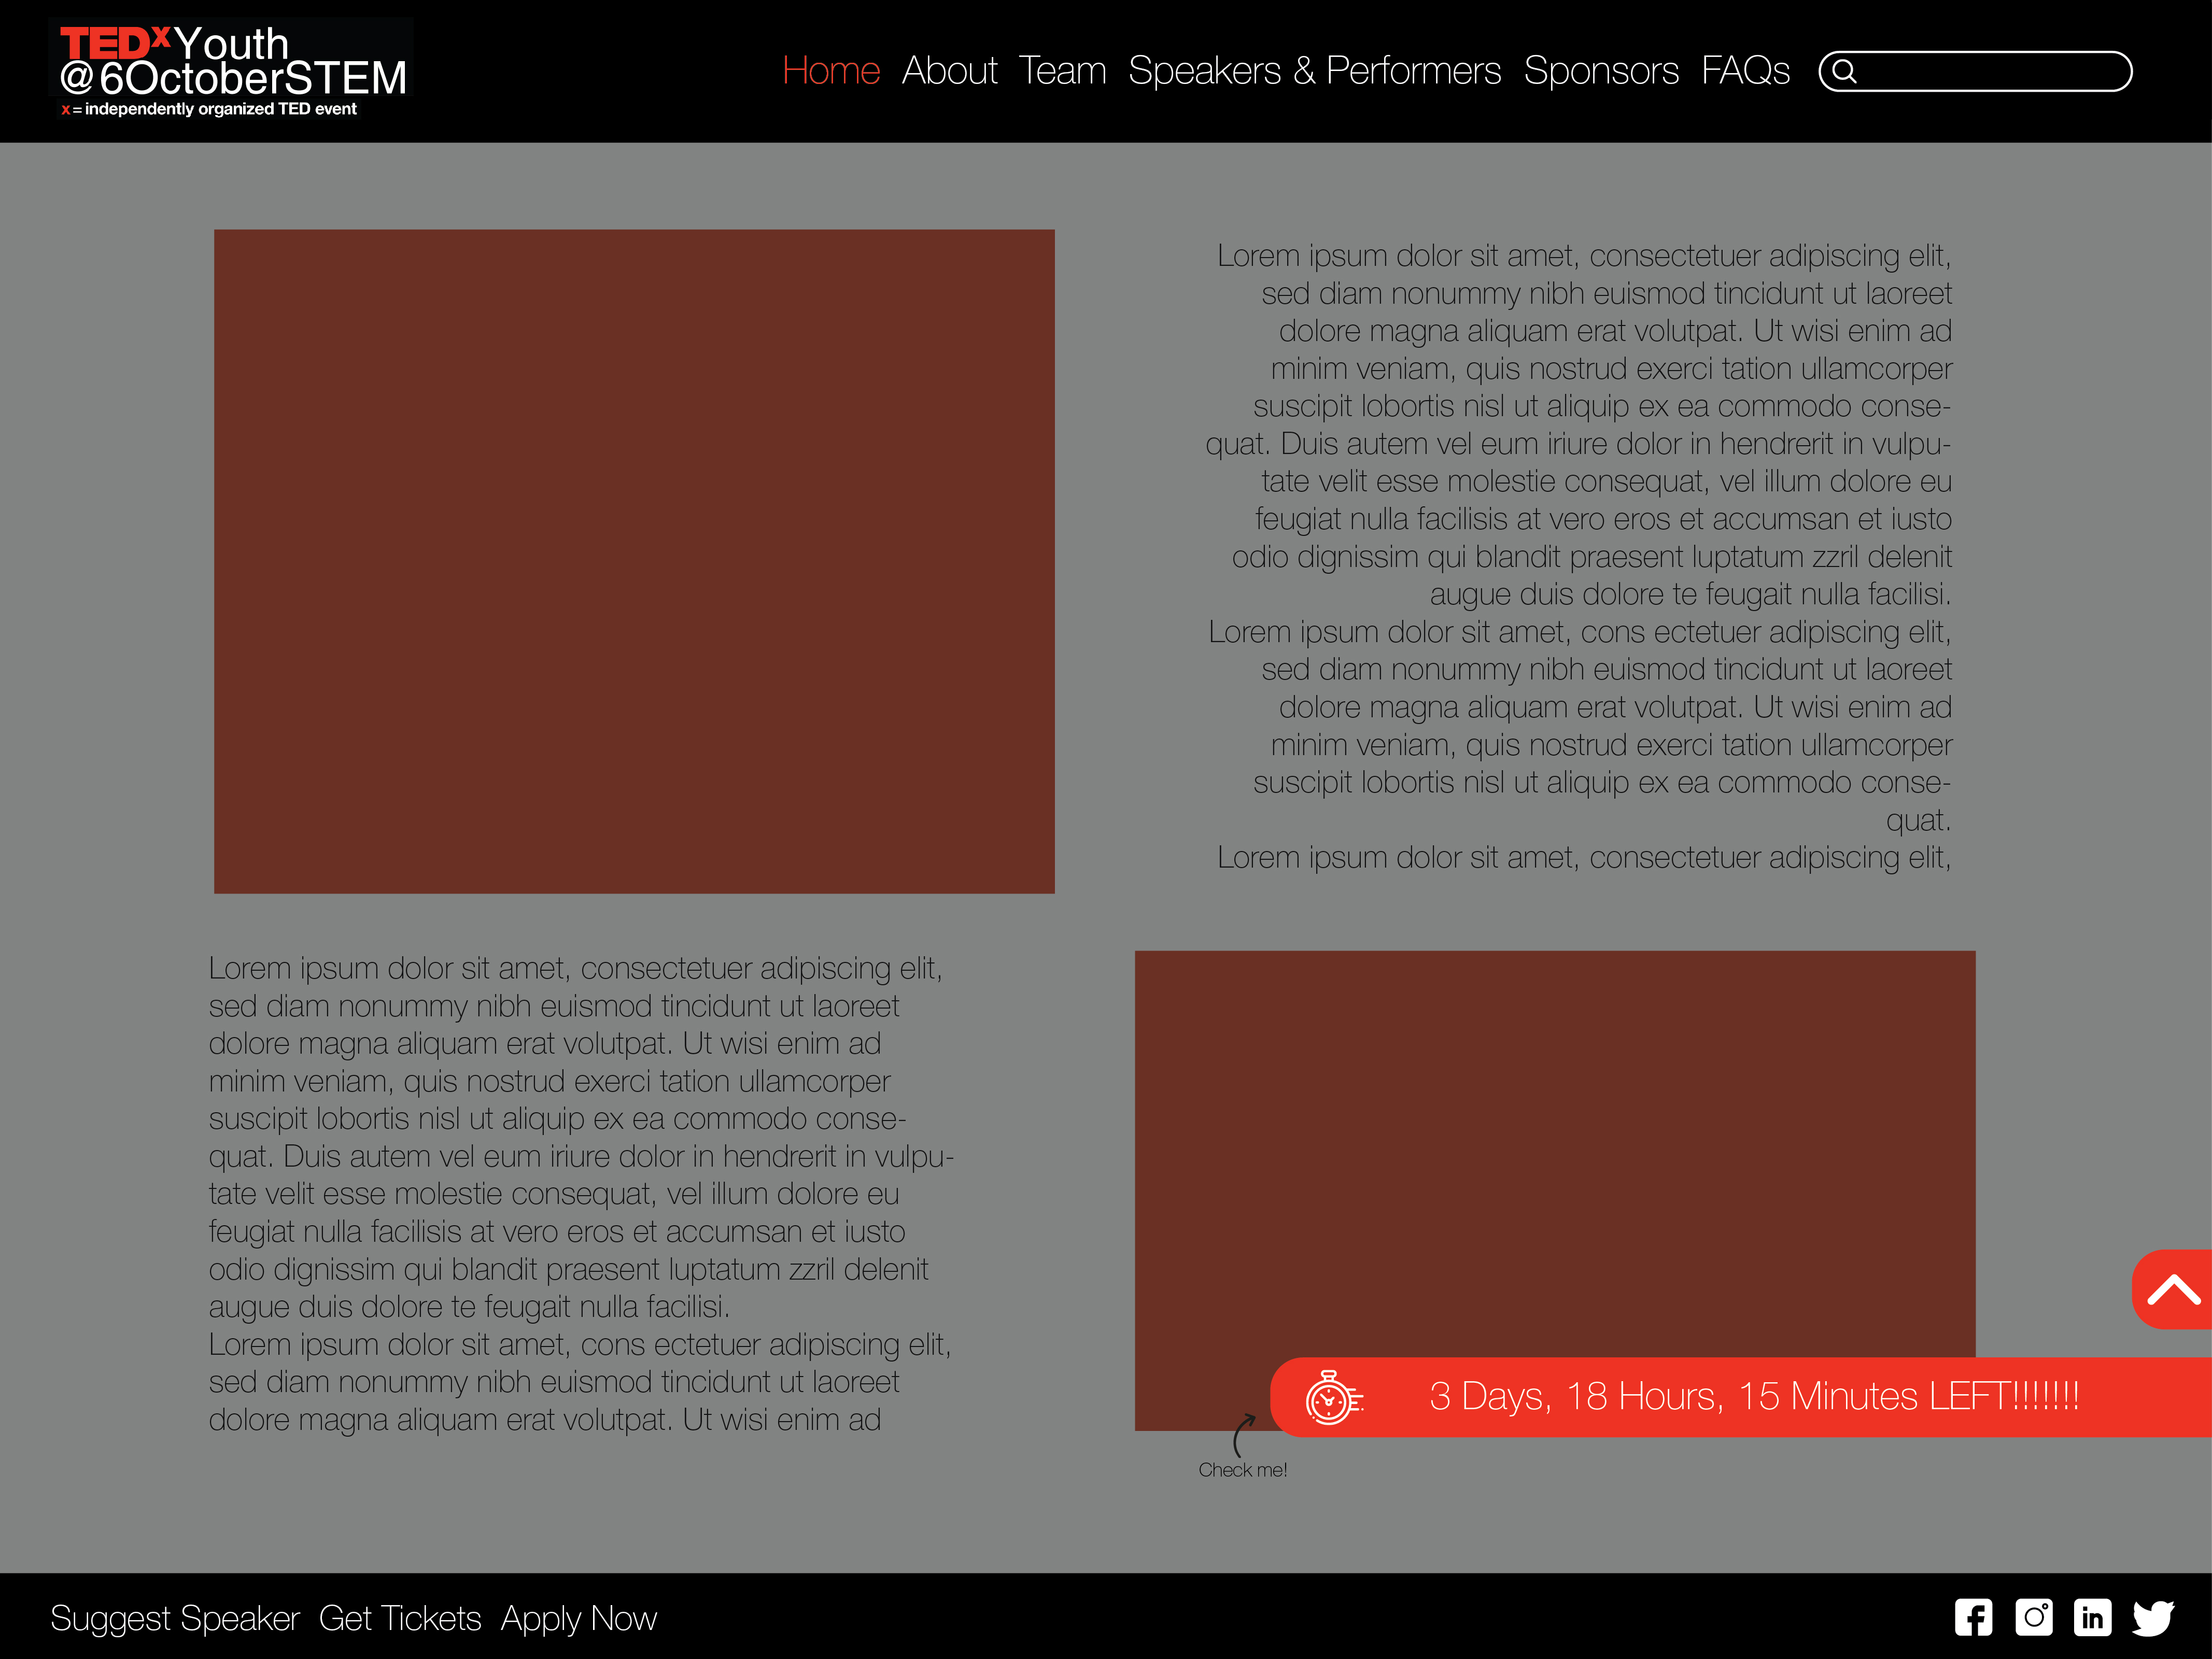 TEDxYouth
@6OctoberSTEM
x = independently organized TED event
Home About Team Speakers & Performers Sponsors FAQs
Lorem ipsum dolor sit amet, consectetuer adipiscing elit,
sed diam nonummy nibh euismod tincidunt ut laoreet
dolore magna aliquam erat volutpat. Ut wisi enim ad
minim veniam, quis nostrud exerci tation ullamcorper
suscipit lobortis nisl ut aliquip ex ea commodo conse-
quat. Duis autem vel eum iriure dolor in hendrerit in vulpu-
tate velit esse molestie consequat, vel illum dolore eu
feugiat nulla facilisis at vero eros et accumsan et iusto
odio dignissim qui blandit praesent luptatum zzril delenit
augue duis dolore te feugait nulla facilisi.
Lorem ipsum dolor sit amet, cons ectetuer adipiscing elit,
sed diam nonummy nibh euismod tincidunt ut laoreet
dolore magna aliquam erat volutpat. Ut wisi enim ad
minim veniam, quis nostrud exerci tation ullamcorper
suscipit lobortis nisl ut aliquip ex ea commodo conse-
quat.
Lorem ipsum dolor sit amet, consectetuer adipiscing elit,
Lorem ipsum dolor sit amet, consectetuer adipiscing elit,
sed diam nonummy nibh euismod tincidunt ut laoreet
dolore magna aliquam erat volutpat. Ut wisi enim ad
minim veniam, quis nostrud exerci tation ullamcorper
suscipit lobortis nisl ut aliquip ex ea commodo conse-
quat. Duis autem vel eum iriure dolor in hendrerit in vulpu-
tate velit esse molestie consequat, vel illum dolore eu
feugiat nulla facilisis at vero eros et accumsan et iusto
odio dignissim qui blandit praesent luptatum zzril delenit
augue duis dolore te feugait nulla facilisi.
Lorem ipsum dolor sit amet, cons ectetuer adipiscing elit,
sed diam nonummy nibh euismod tincidunt ut laoreet
dolore magna aliquam erat volutpat. Ut wisi enim ad
3 Days, 18 Hours, 15 Minutes LEFT!!!!!!!
Check me!
Suggest Speaker Get Tickets Apply Now